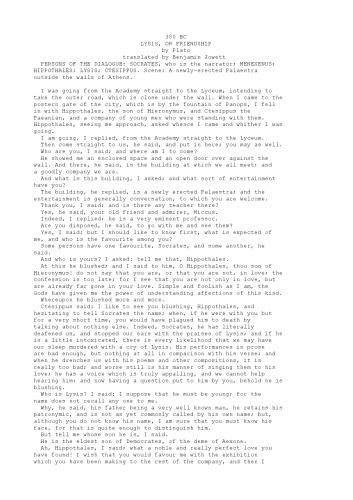 380 BC
LYSIS, OR FRIENDSHIP
by Plato
translated by Benjamin Jowett
PERSONS OF THE DIALOGUE: SOCRATES, who is the narrator; MENEXENUS;
HIPPOTHALES; LYSIS; CTESIPPUS. Scene: A newly-erected Palaestra
outside the walls of Athens.
I was going from the Academy straight to the Lyceum, intending to
take the outer road, which is close under the wall. When I came to the
postern gate of the city, which is by the fountain of Panops, I fell
in with Hippothales, the son of Hieronymus, and Ctesippus the
Paeanian, and a company of young men who were standing with them.
Hippothales, seeing me approach, asked whence I came and whither I was
going.
I am going, I replied, from the Academy straight to the Lyceum.
Then come straight to us, he said, and put in here; you may as well.
Who are you, I said; and where am I to come?
He showed me an enclosed space and an open door over against the
wall. And there, he said, is the building at which we all meet: and
a goodly company we are.
And what is this building, I asked; and what sort of entertainment
have you?
The building, he replied, is a newly erected Palaestra; and the
entertainment is generally conversation, to which you are welcome.
Thank you, I said; and is there any teacher there?
Yes, he said, your old friend and admirer, Miccus.
Indeed, I replied; he is a very eminent professor.
Are you disposed, he said, to go with me and see them?
Yes, I said; but I should like to know first, what is expected of
me, and who is the favourite among you?
Some persons have one favourite, Socrates, and some another, he
said.
And who is yours? I asked: tell me that, Hippothales.
At this he blushed; and I said to him, O Hippothales, thou son of
Hieronymus! do not say that you are, or that you are not, in love; the
confession is too late; for I see that you are not only in love, but
are already far gone in your love. Simple and foolish as I am, the
Gods have given me the power of understanding affections of this kind.
Whereupon he blushed more and more.
Ctesippus said: I like to see you blushing, Hippothales, and
hesitating to tell Socrates the name; when, if he were with you but
for a very short time, you would have plagued him to death by
talking about nothing else. Indeed, Socrates, he has literally
deafened us, and stopped our ears with the praises of Lysis; and if he
is a little intoxicated, there is every likelihood that we may have
our sleep murdered with a cry of Lysis. His performances in prose
are bad enough, but nothing at all in comparison with his verse; and
when he drenches us with his poems and other compositions, it is
really too bad; and worse still is his manner of singing them to his
love; he has a voice which is truly appalling, and we cannot help
hearing him: and now having a question put to him by you, behold he is
blushing.
Who is Lysis? I said: I suppose that he must be young; for the
name does not recall any one to me.
Why, he said, his father being a very well known man, he retains his
patronymic, and is not as yet commonly called by his own name; but,
although you do not know his name, I am sure that you must know his
face, for that is quite enough to distinguish him.
But tell me whose son he is, I said.
He is the eldest son of Democrates, of the deme of Aexone.
Ah, Hippothales, I said; what a noble and really perfect love you
have found! I wish that you would favour me with the exhibition
which you have been making to the rest of the company, and then I